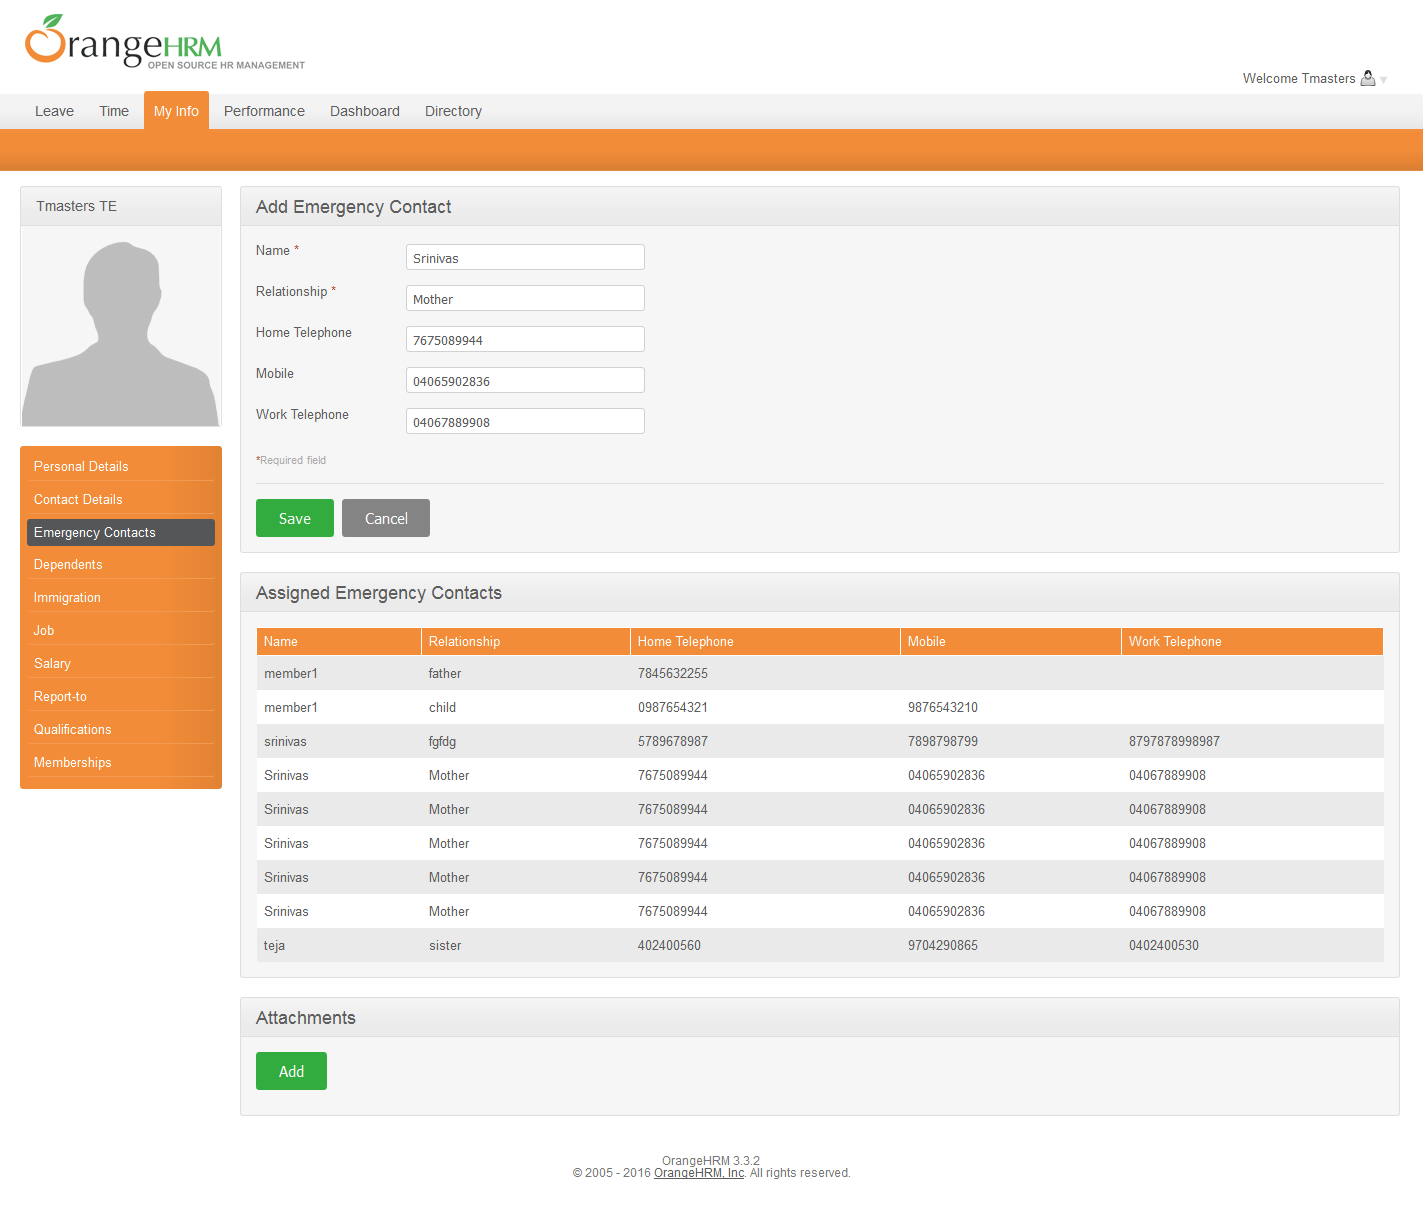 OrangeHRM
OPEN SOURCE HR MANAGEMENT
Welcome Tmasters
Leave Time My Info Performance Dashboard Directory
Tmasters TE
Personal Details
Contact Details
Emergency Contacts
Dependents
Immigration
Job
Salary
Report-to
Qualifications
Memberships
Add Emergency Contact
Name * Srinivas
Relationship * Mother
Home Telephone 7675089944
Mobile 04065902836
Work Telephone 04067889908
*Required field
Save Cancel
Assigned Emergency Contacts
Name Relationship Home Telephone Mobile Work Telephone
member1 father 7845632255
member1 child 0987654321 9876543210
srinivas fgfdg 5789678987 7898798799 8797878998987
Srinivas Mother 7675089944 04065902836 04067889908
Srinivas Mother 7675089944 04065902836 04067889908
Srinivas Mother 7675089944 04065902836 04067889908
Srinivas Mother 7675089944 04065902836 04067889908
Srinivas Mother 7675089944 04065902836 04067889908
teja sister 402400560 9704290865 0402400530
Attachments
Add
OrangeHRM 3.3.2
© 2005 - 2016 OrangeHRM, Inc. All rights reserved.